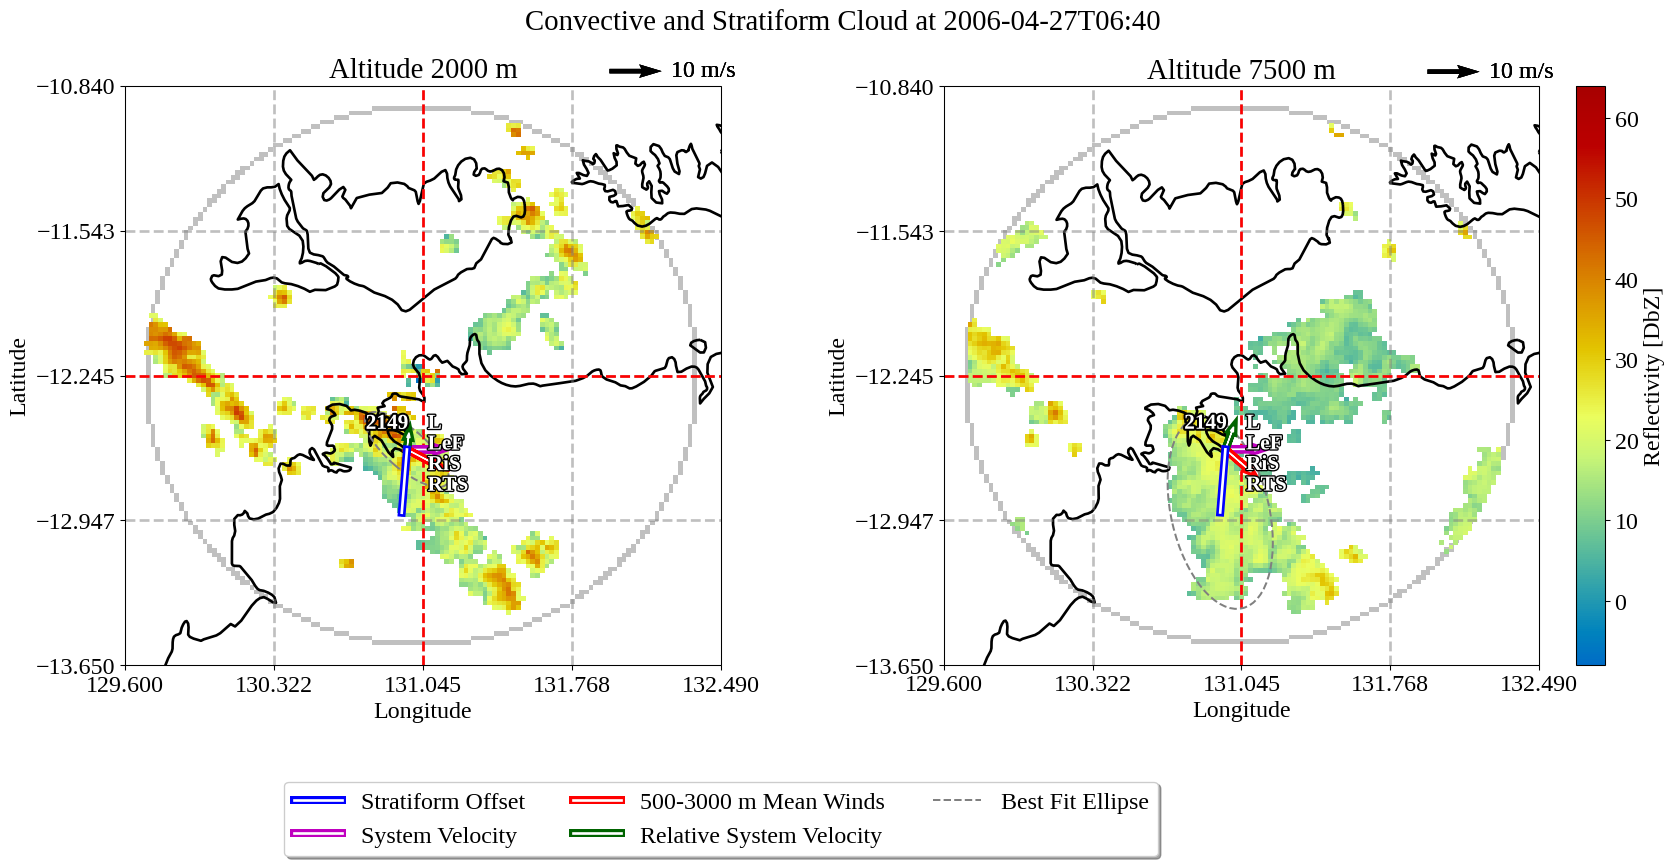 Convective and Stratiform Cloud at 2006-04-27T06:40
Altitude 2000 m
10 m/s
−10.840
−11.543
−12.245
−12.947
−13.650
129.600
130.322
131.045
131.768
132.490
Latitude
Longitude
2149
L
LeF
RiS
RTS
Altitude 7500 m
10 m/s
−10.840
−11.543
−12.245
−12.947
−13.650
129.600
130.322
131.045
131.768
132.490
Latitude
Longitude
2149
L
LeF
RiS
RTS
60
50
40
30
20
10
0
Reflectivity [DbZ]
Stratiform Offset
System Velocity
500-3000 m Mean Winds
Relative System Velocity
Best Fit Ellipse